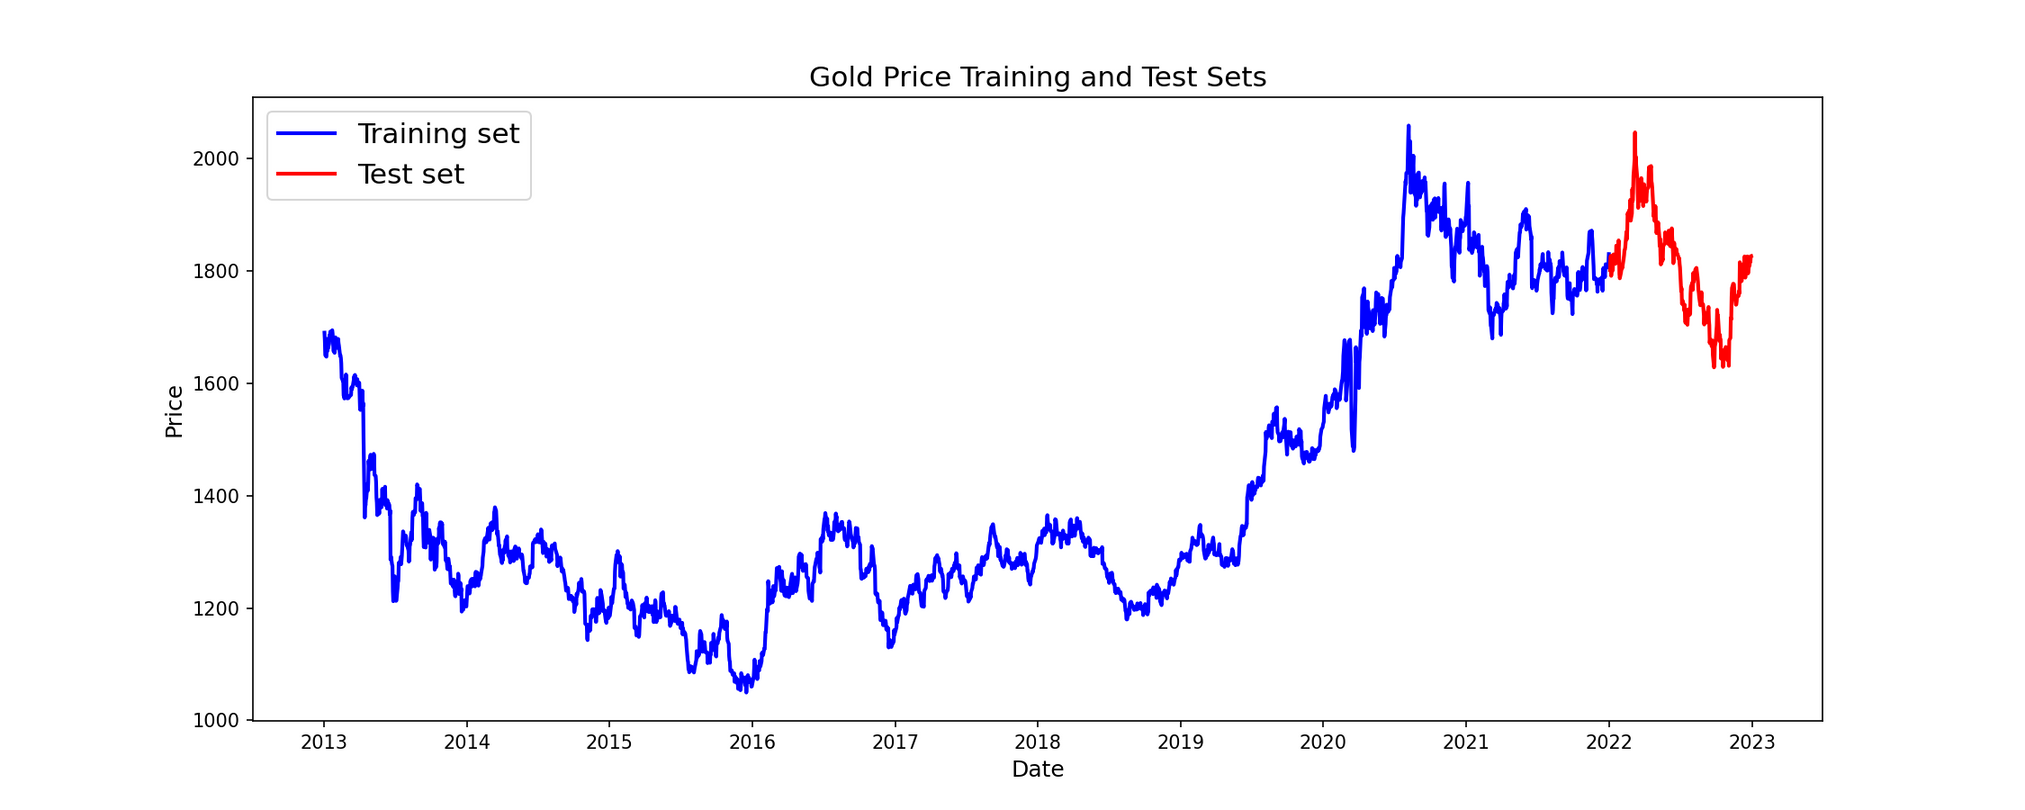 Gold Price Training and Test Sets
Training set
Test set
2000
1800
1600
1400
1200
1000
Price
2013 2014 2015 2016 2017 2018 2019 2020 2021 2022 2023
Date